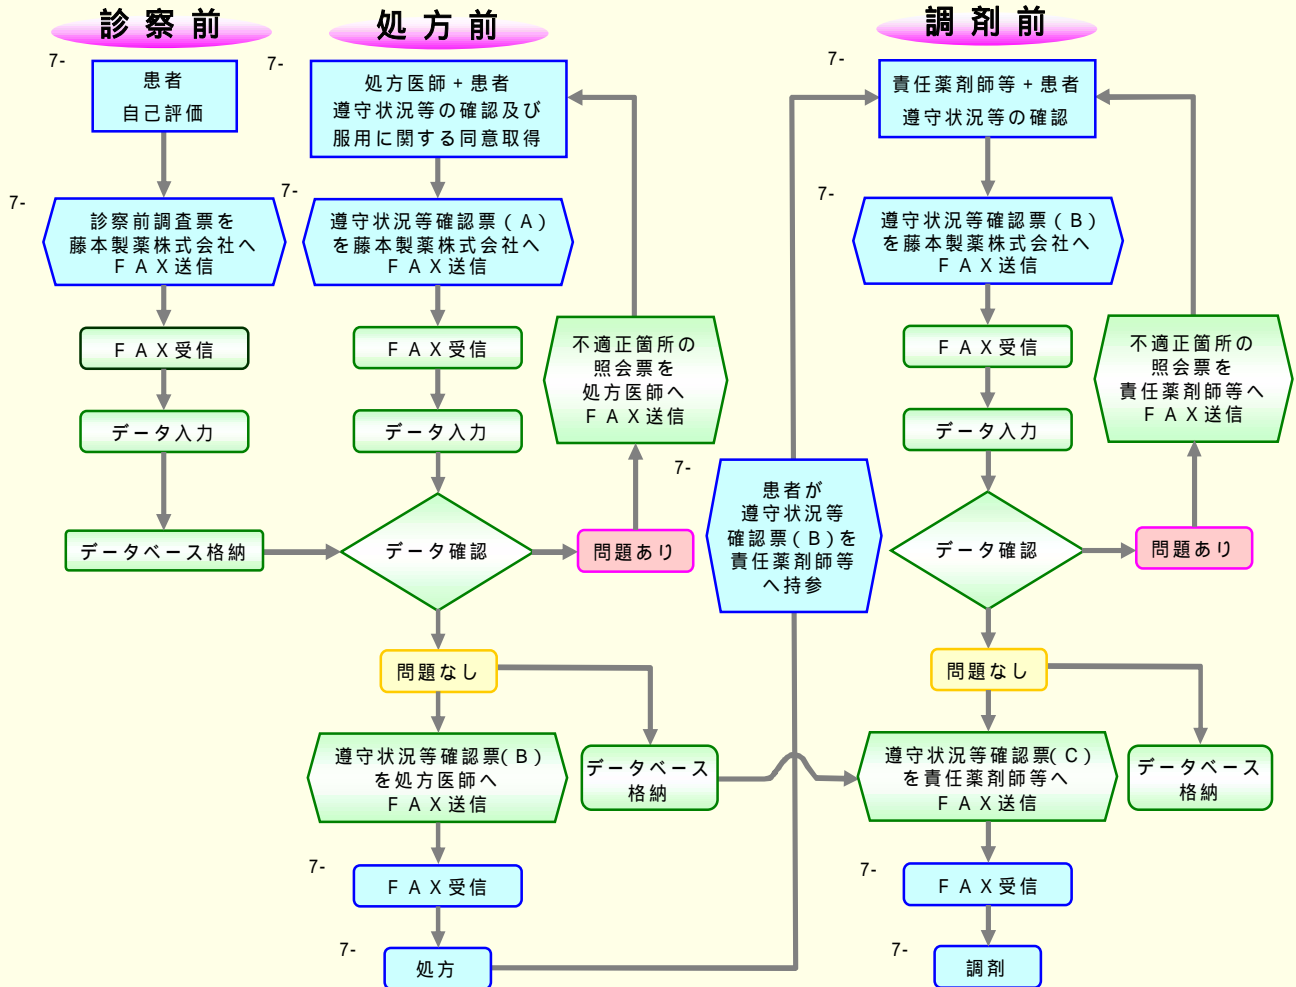 診察前
7-
患者
自己評価
7-
診察前調査票を
藤本製薬株式会社へ
ＦＡＸ送信
ＦＡＸ受信
データ入力
データベース格納
処方前
7-
処方医師＋患者
遵守状況等の確認及び
服用に関する同意取得
7-
遵守状況等確認票(A)
を藤本製薬株式会社へ
ＦＡＸ送信
ＦＡＸ受信
データ入力
データ確認
問題あり
不適正箇所の
照会票を
処方医師へ
ＦＡＸ送信
問題なし
データベース
格納
遵守状況等確認票(B)
を処方医師へ
ＦＡＸ送信
7-
ＦＡＸ受信
7-
処方
7-
患者が
遵守状況等
確認票(B)を
責任薬剤師等
へ持参
調剤前
7-
責任薬剤師等＋患者
遵守状況等の確認
7-
遵守状況等確認票(B)
を藤本製薬株式会社へ
ＦＡＸ送信
ＦＡＸ受信
データ入力
データ確認
問題あり
不適正箇所の
照会票を
責任薬剤師等へ
ＦＡＸ送信
問題なし
データベース
格納
遵守状況等確認票(C)
を責任薬剤師等へ
ＦＡＸ送信
7-
ＦＡＸ受信
7-
調剤